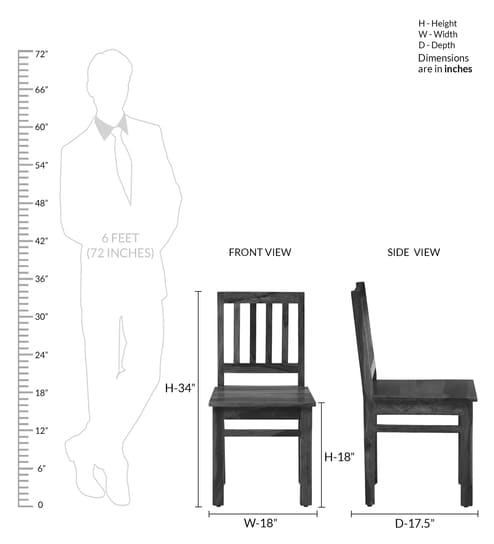 H - Height
W - Width
D - Depth
Dimensions
are in inches
72"
66"
60"
54"
48"
42"
36"
30"
24"
18"
12"
6"
0
6 FEET
(72 INCHES)
FRONT VIEW
SIDE VIEW
H-34"
H-18"
W-18"
D-17.5"